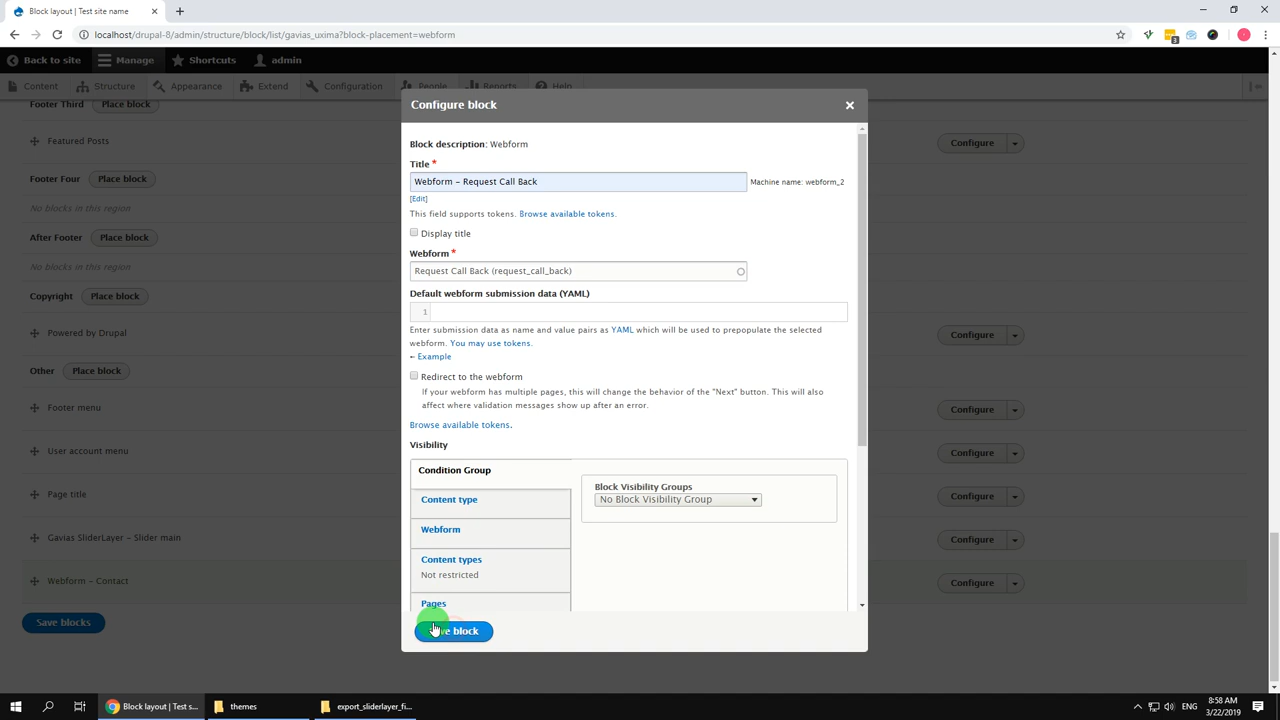 Block layout | Test site name
localhost/drupal-8/admin/structure/block/list/gavias_uxima?block-placement=webform
3
Back to site
Manage
Shortcuts
admin
Content
Structure
Appearance
Extend
Configuration
People
Reports
Help
Footer Third
Place block
Featured Posts
Configure
Footer Four
Place block
No blocks in this region
After Footer
Place block
No blocks in this region
Copyright
Place block
Powered by Drupal
Configure
Other
Place block
Footer menu
Configure
User account menu
Configure
Page title
Configure
Gavias SliderLayer - Slider main
Configure
Webform - Contact
Configure
Save blocks
Configure block
Block description: Webform
Title *
Webform - Request Call Back
Machine name: webform_2
[Edit]
This field supports tokens. Browse available tokens.
Display title
Webform *
Request Call Back (request_call_back)
Default webform submission data (YAML)
1
Enter submission data as name and value pairs as YAML which will be used to prepopulate the selected
webform. You may use tokens.
Example
Redirect to the webform
If your webform has multiple pages, this will change the behavior of the "Next" button. This will also
affect where validation messages show up after an error.
Browse available tokens.
Visibility
Condition Group
Content type
Webform
Content types
Not restricted
Pages
Block Visibility Groups
No Block Visibility Group
block
Block layout | Test s...
themes
export_sliderlayer_fi...
ENG
8:58 AM
3/22/2019